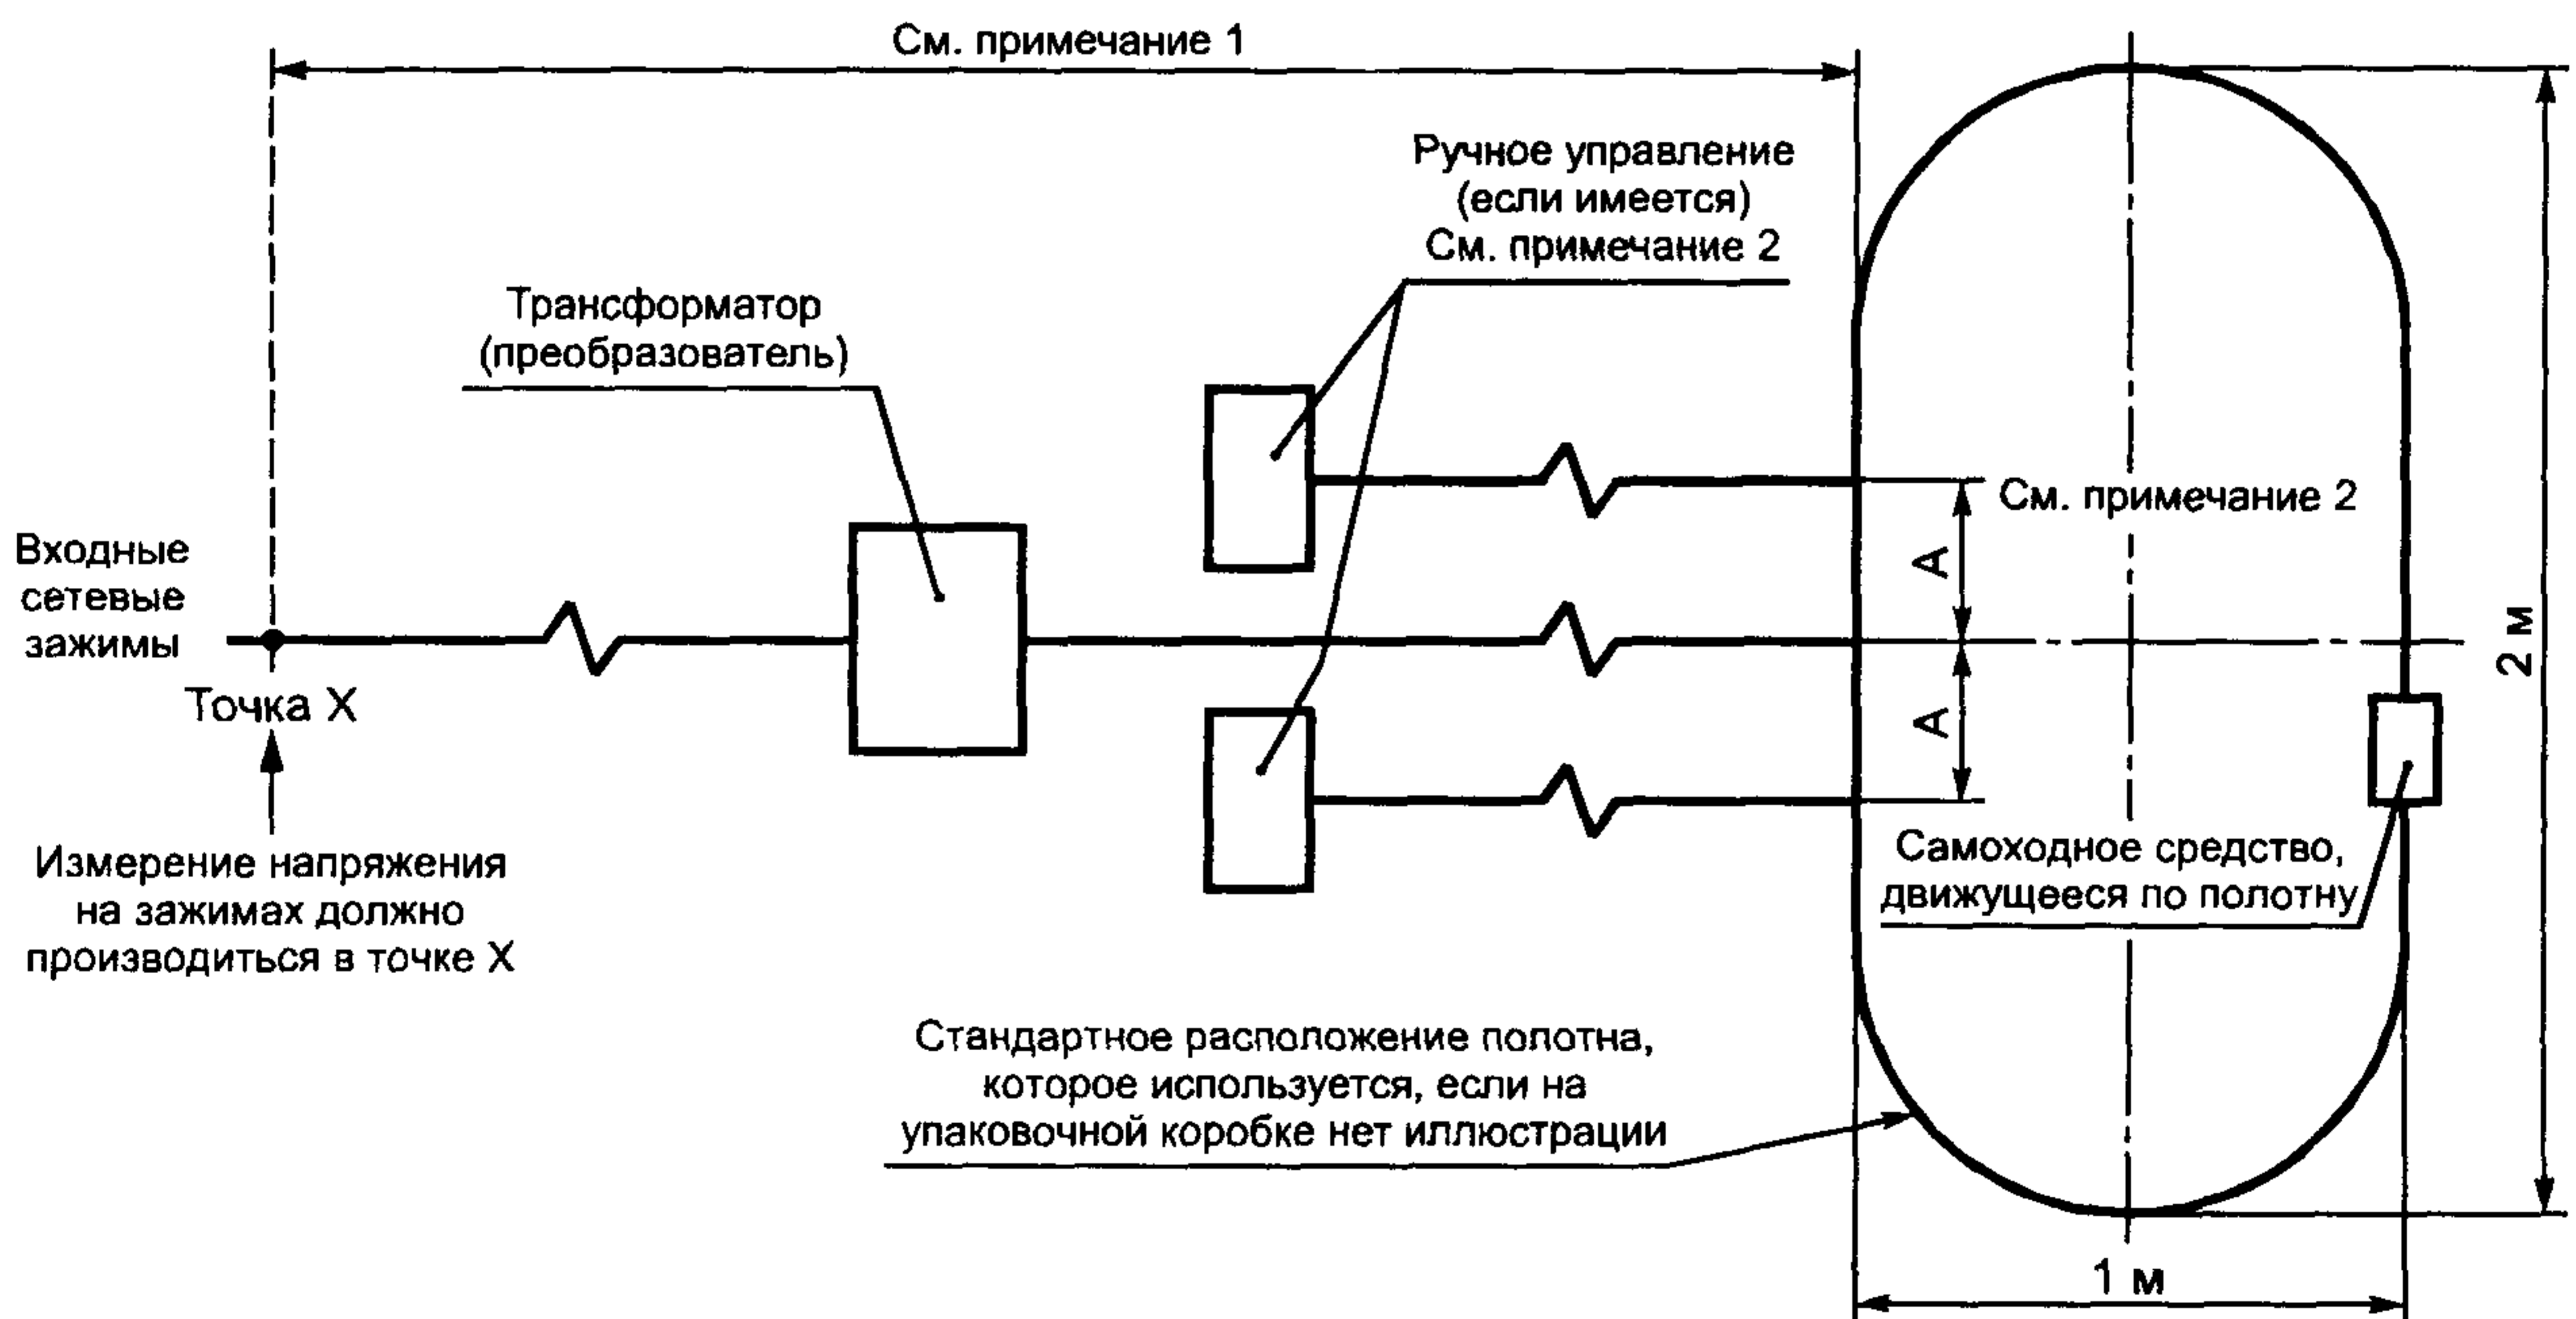 См. примечание 1
Ручное управление
(если имеется)
См. примечание 2
Трансформатор
(преобразователь)
См. примечание 2
А
А
2 м
Входные
сетевые
зажимы
Точка X
Измерение напряжения
на зажимах должно
производиться в точке X
Самоходное средство,
движущееся по полотну
Стандартное расположение полотна,
которое используется, если на
упаковочной коробке нет иллюстрации
1 м